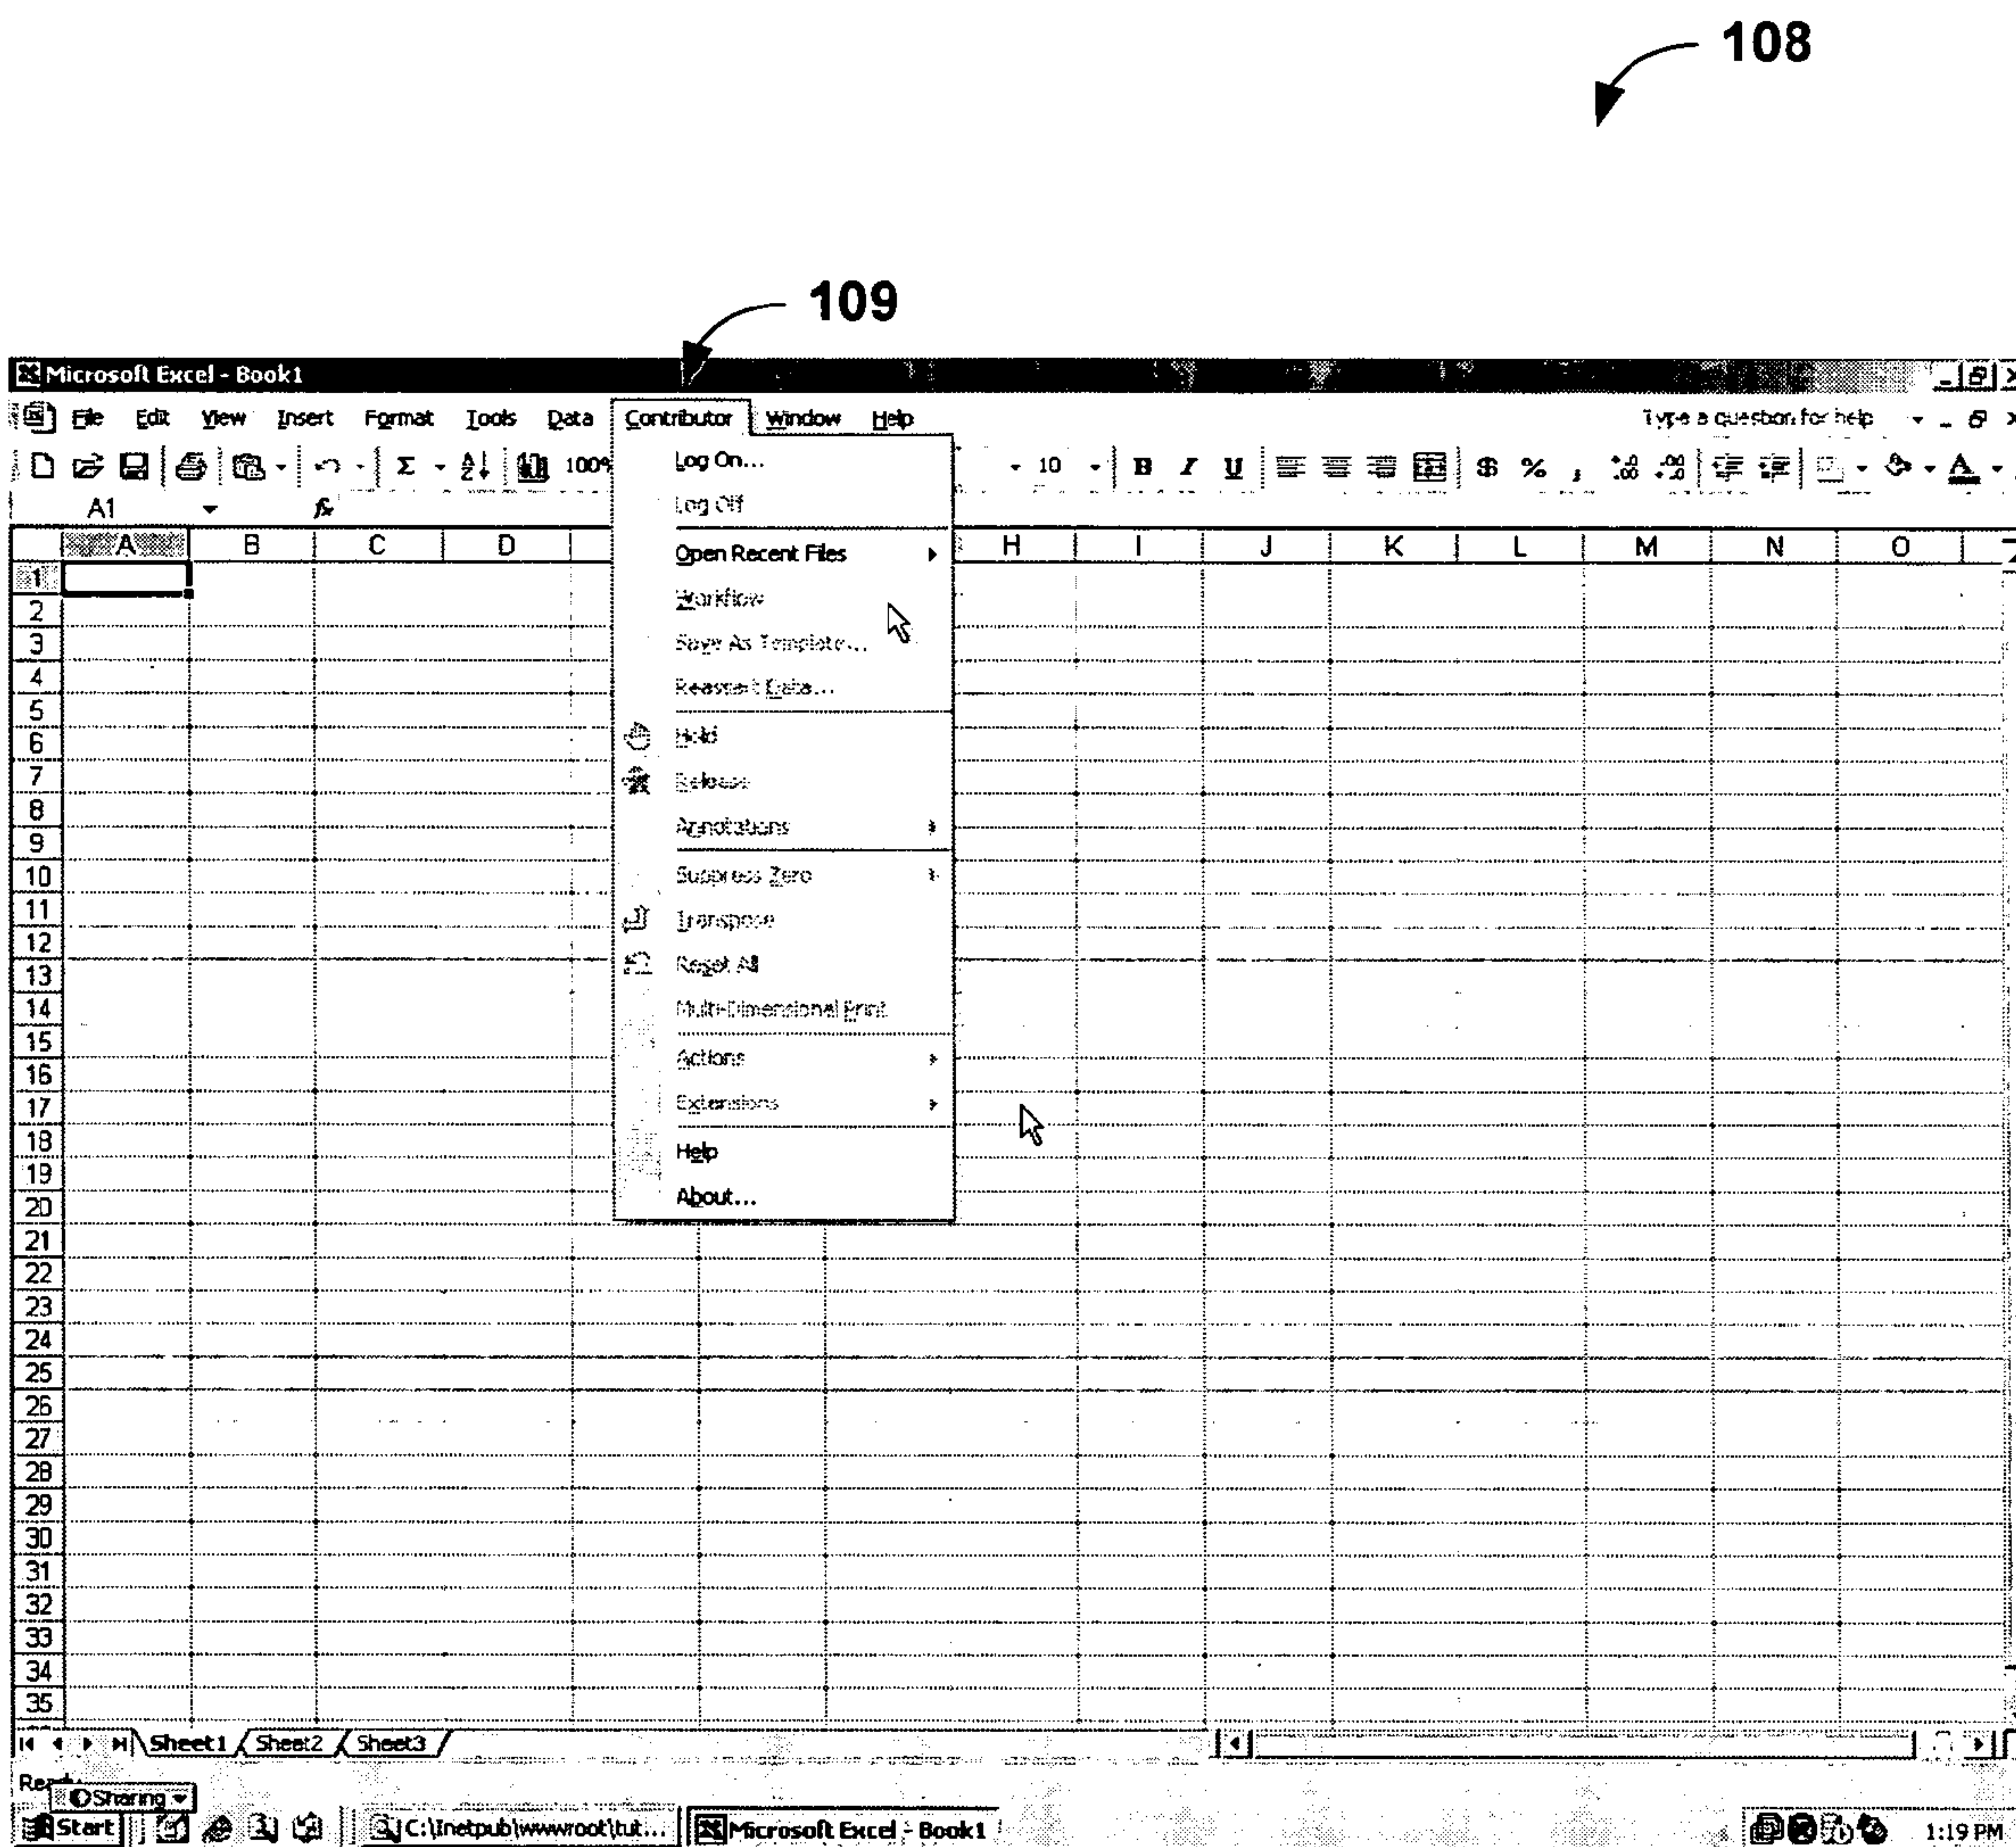 108
109
Microsoft Excel - Book1
File Edit View Insert Format Tools Data Contributor Window Help Type a question for help
Σ 100% 10 B I U $ % ,
A1 fx
A B C D H I J K L M N O
Log On...
Log Off
Open Recent Files
Workflow
Save As Template...
Reassert Data...
Hold
Release
Annotations
Suppress Zero
Transpose
Reset All
Multi-Dimensional Print
Actions
Extensions
Help
About...
1
2
3
4
5
6
7
8
9
10
11
12
13
14
15
16
17
18
19
20
21
22
23
24
25
26
27
28
29
30
31
32
33
34
35
Sheet1 Sheet2 Sheet3
Sharing
Start C:\Inetpub\wwwroot\tut... Microsoft Excel - Book1 1:19 PM